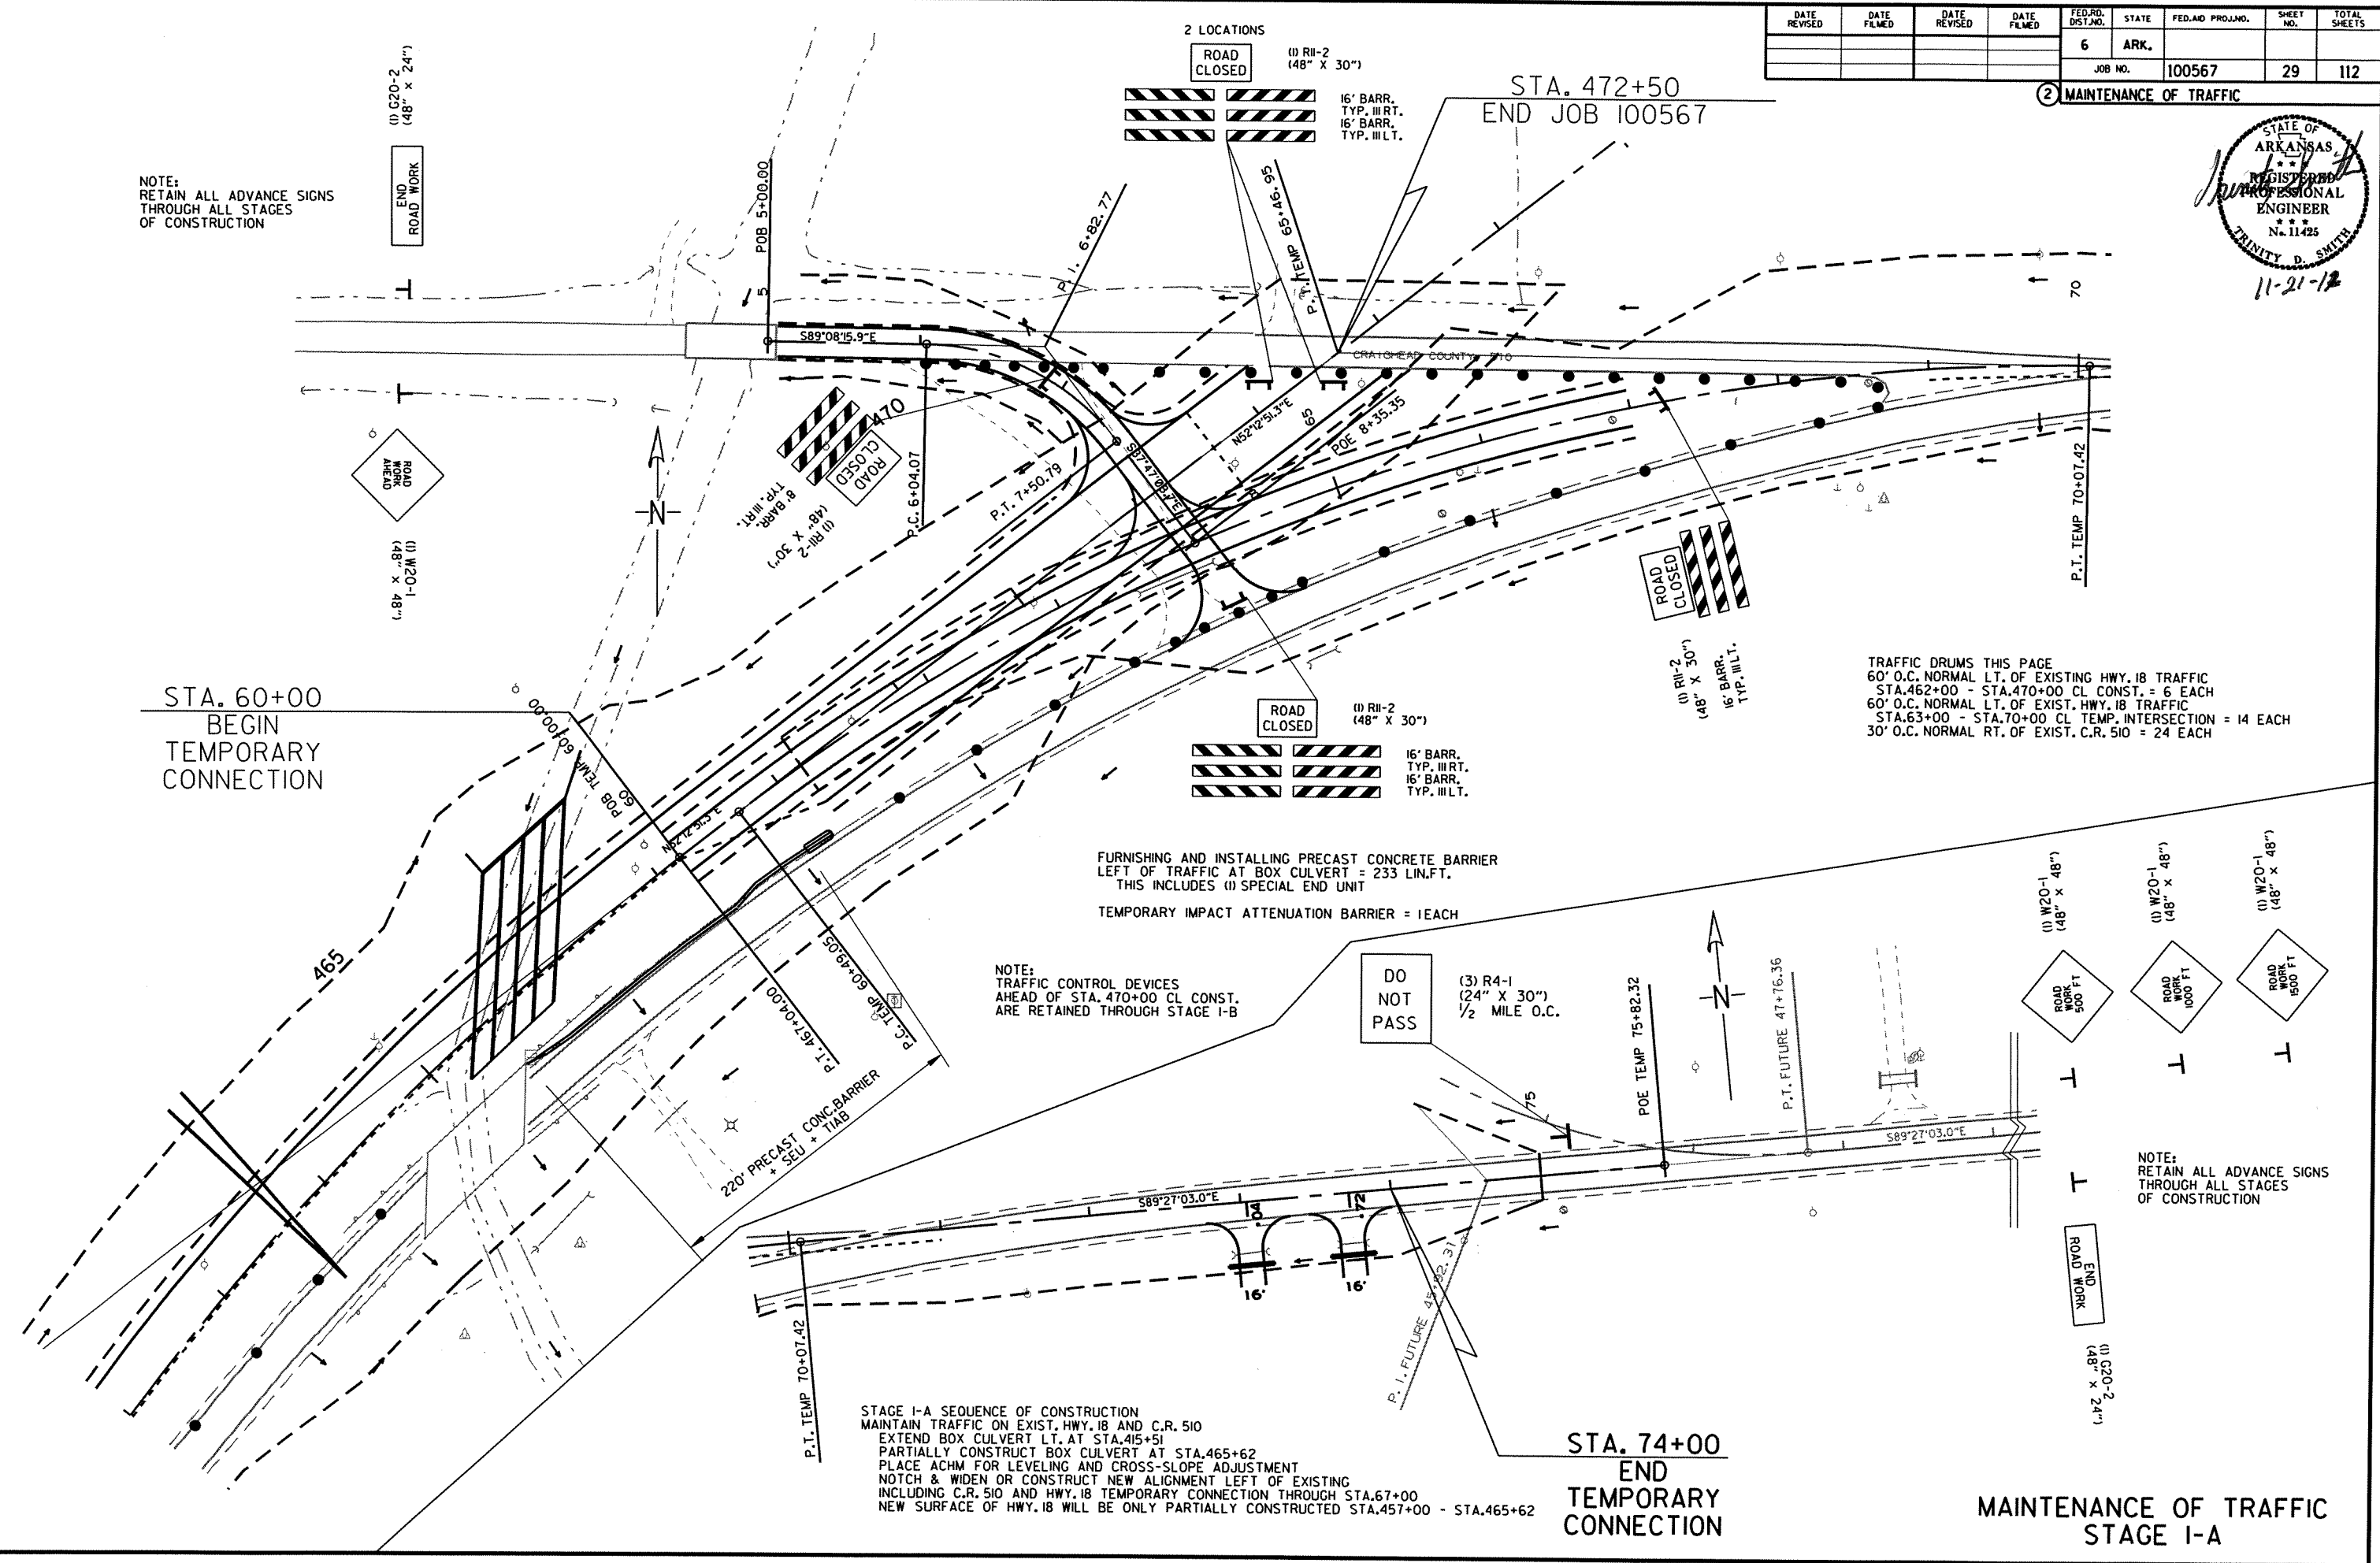 DATE REVISED
DATE FILMED
DATE REVISED
DATE FILMED
FED.RD. DIST.NO.
STATE
FED.AID PROJ.NO.
SHEET NO.
TOTAL SHEETS
6
ARK.
JOB NO.
100567
29
112
2 MAINTENANCE OF TRAFFIC
STATE OF
ARKANSAS
REGISTERED
PROFESSIONAL
ENGINEER
No. 11425
TRINITY D. SMITH
11-21-12
2 LOCATIONS
ROAD
CLOSED
(1) R11-2
(48" X 30")
16' BARR.
TYP. III RT.
16' BARR.
TYP. III LT.
STA. 472+50
END JOB 100567
(1) G20-2
(48" X 24")
END
ROAD WORK
NOTE:
RETAIN ALL ADVANCE SIGNS
THROUGH ALL STAGES
OF CONSTRUCTION
POB 5+00.00
5
P.I. 6+82.77
P.T. TEMP 65+46.95
70
S89°08'15.9"E
CRAIGHEAD COUNTY 510
470
ROAD
CLOSED
8' BARR.
TYP. III RT.
(1) R11-2
(48" X 30")
P.C. 6+04.07
P.T. 7+50.79
S37°47'08.7"E
N52°12'51.3"E
65
POE 8+35.35
P.T. TEMP 70+07.42
ROAD
WORK
AHEAD
(1) W20-1
(48" X 48")
N
ROAD
CLOSED
(1) R11-2
(48" X 30")
16' BARR.
TYP. III LT.
TRAFFIC DRUMS THIS PAGE
60' O.C. NORMAL LT. OF EXISTING HWY. 18 TRAFFIC
STA.462+00 - STA.470+00 CL CONST. = 6 EACH
60' O.C. NORMAL LT. OF EXIST. HWY. 18 TRAFFIC
STA.63+00 - STA.70+00 CL TEMP. INTERSECTION = 14 EACH
30' O.C. NORMAL RT. OF EXIST. C.R. 510 = 24 EACH
STA. 60+00
BEGIN
TEMPORARY
CONNECTION
POB TEMP 60+00.00
60
N52°12'51.3"E
ROAD
CLOSED
(1) R11-2
(48" X 30")
16' BARR.
TYP. III RT.
16' BARR.
TYP. III LT.
FURNISHING AND INSTALLING PRECAST CONCRETE BARRIER
LEFT OF TRAFFIC AT BOX CULVERT = 233 LIN.FT.
THIS INCLUDES (1) SPECIAL END UNIT
TEMPORARY IMPACT ATTENUATION BARRIER = 1 EACH
465
P.T. 467+04.00
P.C. TEMP 60+49.05
220' PRECAST CONC.BARRIER
+ SEU + TIAB
NOTE:
TRAFFIC CONTROL DEVICES
AHEAD OF STA. 470+00 CL CONST.
ARE RETAINED THROUGH STAGE 1-B
DO
NOT
PASS
(3) R4-1
(24" X 30")
1/2 MILE O.C.
POE TEMP 75+82.32
N
P.T. FUTURE 47+76.36
(1) W20-1
(48" X 48")
ROAD
WORK
500 FT
(1) W20-1
(48" X 48")
ROAD
WORK
1000 FT
(1) W20-1
(48" X 48")
ROAD
WORK
1500 FT
75
S89°27'03.0"E
S89°27'03.0"E
.04
.72
16'
16'
P.T. TEMP 70+07.42
P.I. FUTURE 45+92.31
NOTE:
RETAIN ALL ADVANCE SIGNS
THROUGH ALL STAGES
OF CONSTRUCTION
END
ROAD WORK
(1) G20-2
(48" X 24")
STAGE 1-A SEQUENCE OF CONSTRUCTION
MAINTAIN TRAFFIC ON EXIST. HWY. 18 AND C.R. 510
EXTEND BOX CULVERT LT. AT STA.415+51
PARTIALLY CONSTRUCT BOX CULVERT AT STA.465+62
PLACE ACHM FOR LEVELING AND CROSS-SLOPE ADJUSTMENT
NOTCH & WIDEN OR CONSTRUCT NEW ALIGNMENT LEFT OF EXISTING
INCLUDING C.R. 510 AND HWY. 18 TEMPORARY CONNECTION THROUGH STA.67+00
NEW SURFACE OF HWY. 18 WILL BE ONLY PARTIALLY CONSTRUCTED STA.457+00 - STA.465+62
STA. 74+00
END
TEMPORARY
CONNECTION
MAINTENANCE OF TRAFFIC
STAGE 1-A